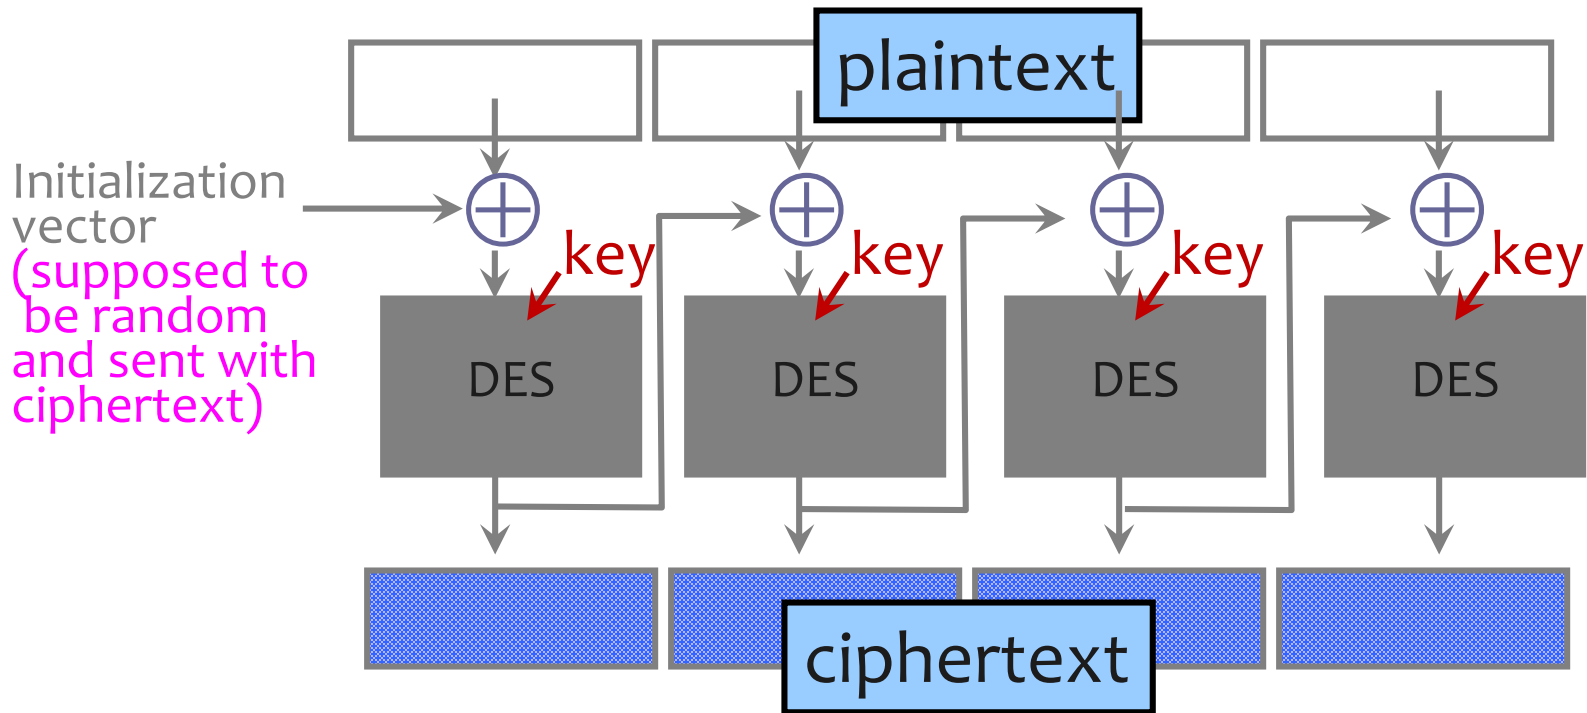 plaintext
Initialization
vector
(supposed to
be random
and sent with
ciphertext)
key
key
key
key
DES
DES
DES
DES
ciphertext